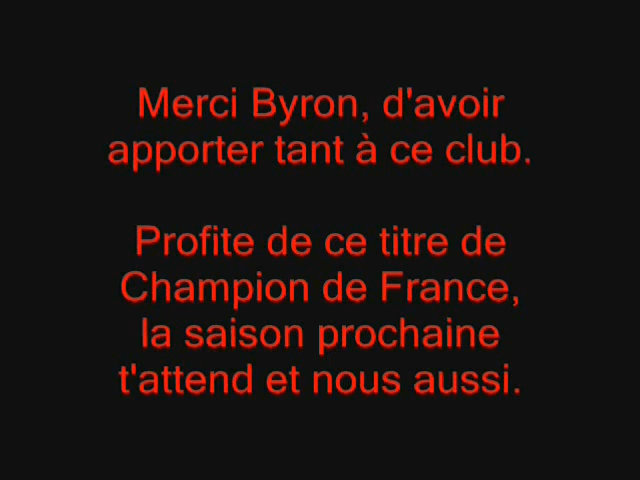 Merci Byron, d'avoir
apporter tant à ce club.
Profite de ce titre de
Champion de France,
la saison prochaine
t'attend et nous aussi.